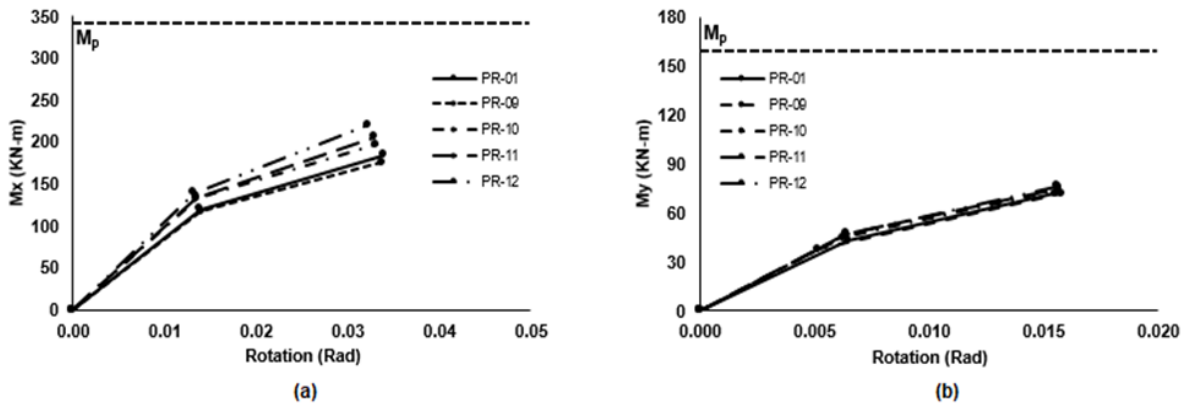 350
300
250
200
150
100
50
0
Mx (KN-m)
Mp
PR-01
PR-09
PR-10
PR-11
PR-12
0.00 0.01 0.02 0.03 0.04 0.05
Rotation (Rad)
(a)
180
150
120
90
60
30
0
My (KN-m)
Mp
PR-01
PR-09
PR-10
PR-11
PR-12
0.000 0.005 0.010 0.015 0.020
Rotation (Rad)
(b)